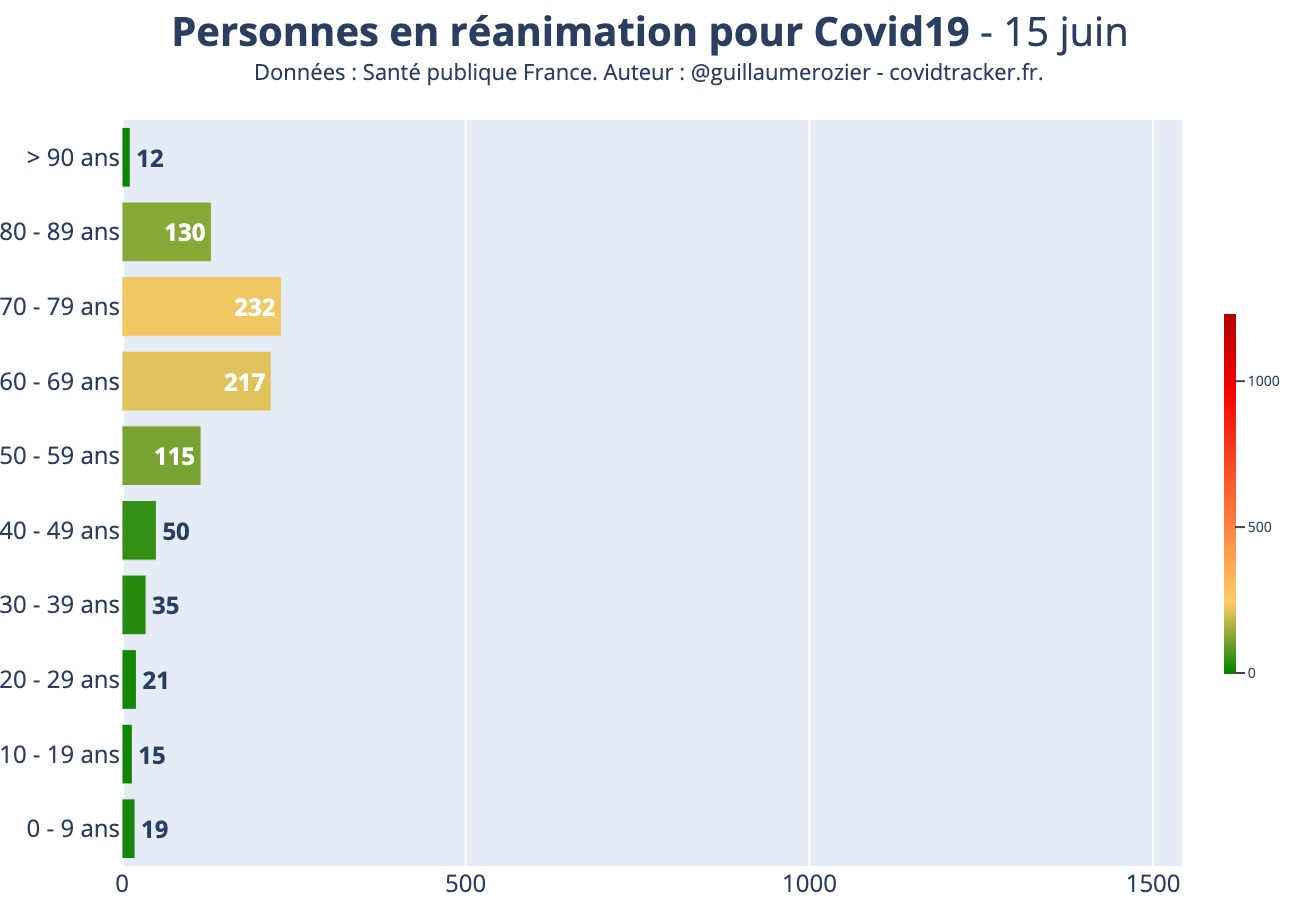 Personnes en réanimation pour Covid19 - 15 juin
Données : Santé publique France. Auteur : @guillaumerozier - covidtracker.fr.
> 90 ans 12
80 - 89 ans 130
70 - 79 ans 232
60 - 69 ans 217
50 - 59 ans 115
40 - 49 ans 50
30 - 39 ans 35
20 - 29 ans 21
10 - 19 ans 15
0 - 9 ans 19
0 500 1000 1500
1000
500
0